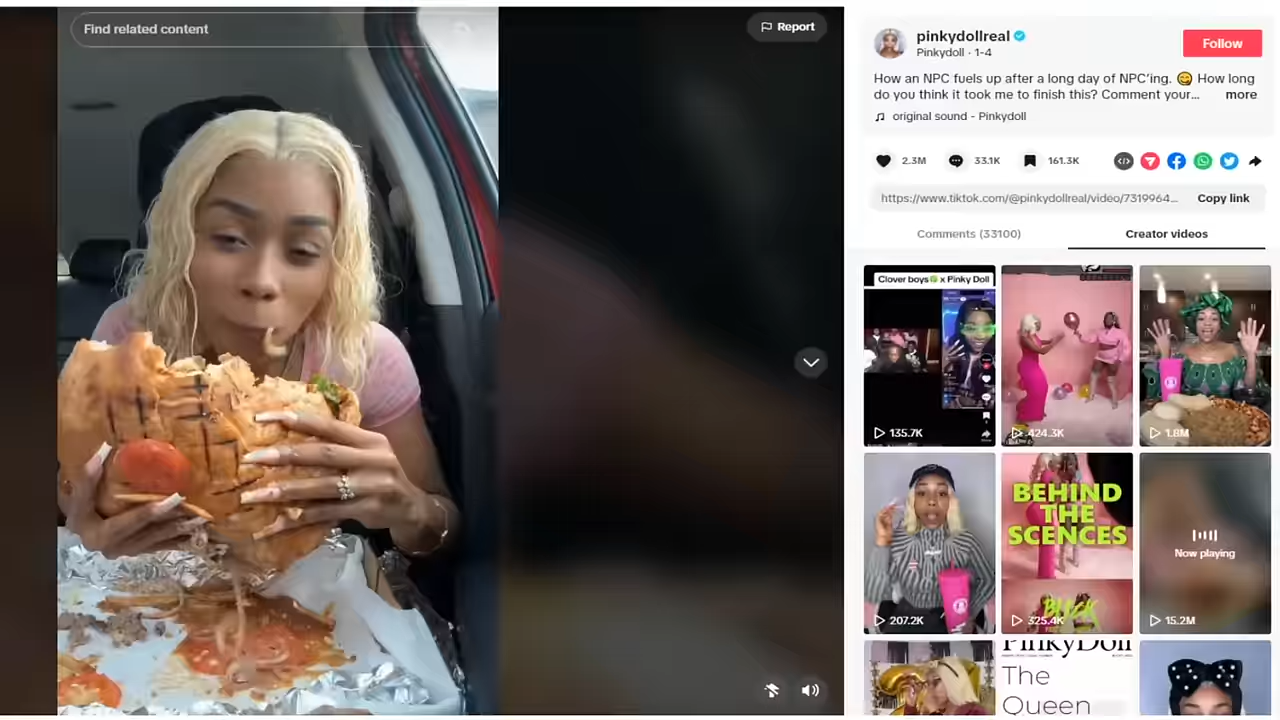 Find related content
Report
pinkydollreal
Follow
Pinkydoll · 1-4
How an NPC fuels up after a long day of NPC'ing. 😋 How long
do you think it took me to finish this? Comment your... more
original sound - Pinkydoll
2.3M
33.1K
161.3K
https://www.tiktok.com/@pinkydollreal/video/7319964...
Copy link
Comments (33100)
Creator videos
Clover boys x Pinky Doll
135.7K
424.3K
1.8M
BEHIND
THE
SCENCES
Now playing
207.2K
325.4K
15.2M
PinkyDoll
The
Queen